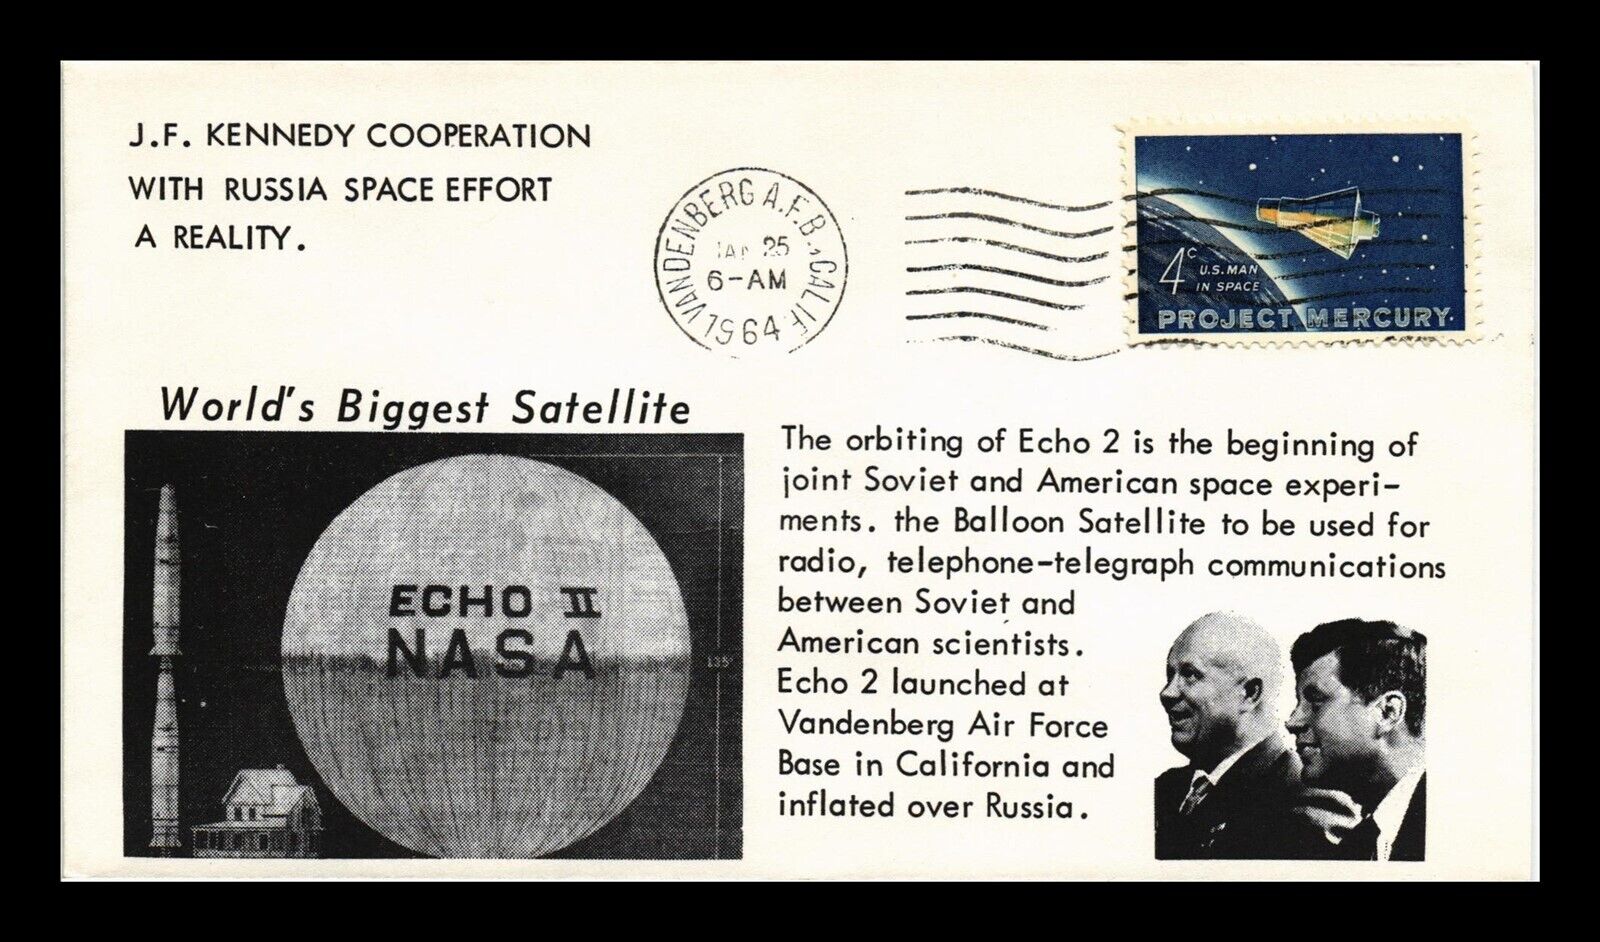 J.F. KENNEDY COOPERATION
WITH RUSSIA SPACE EFFORT
A REALITY.
VANDENBERG A.F.B., CALIF.
JAN 25
6-AM
1964
4c
U.S. MAN
IN SPACE
PROJECT MERCURY
World's Biggest Satellite
ECHO II
NASA
135'
The orbiting of Echo 2 is the beginning of
joint Soviet and American space experi-
ments. the Balloon Satellite to be used for
radio, telephone-telegraph communications
between Soviet and
American scientists.
Echo 2 launched at
Vandenberg Air Force
Base in California and
inflated over Russia.